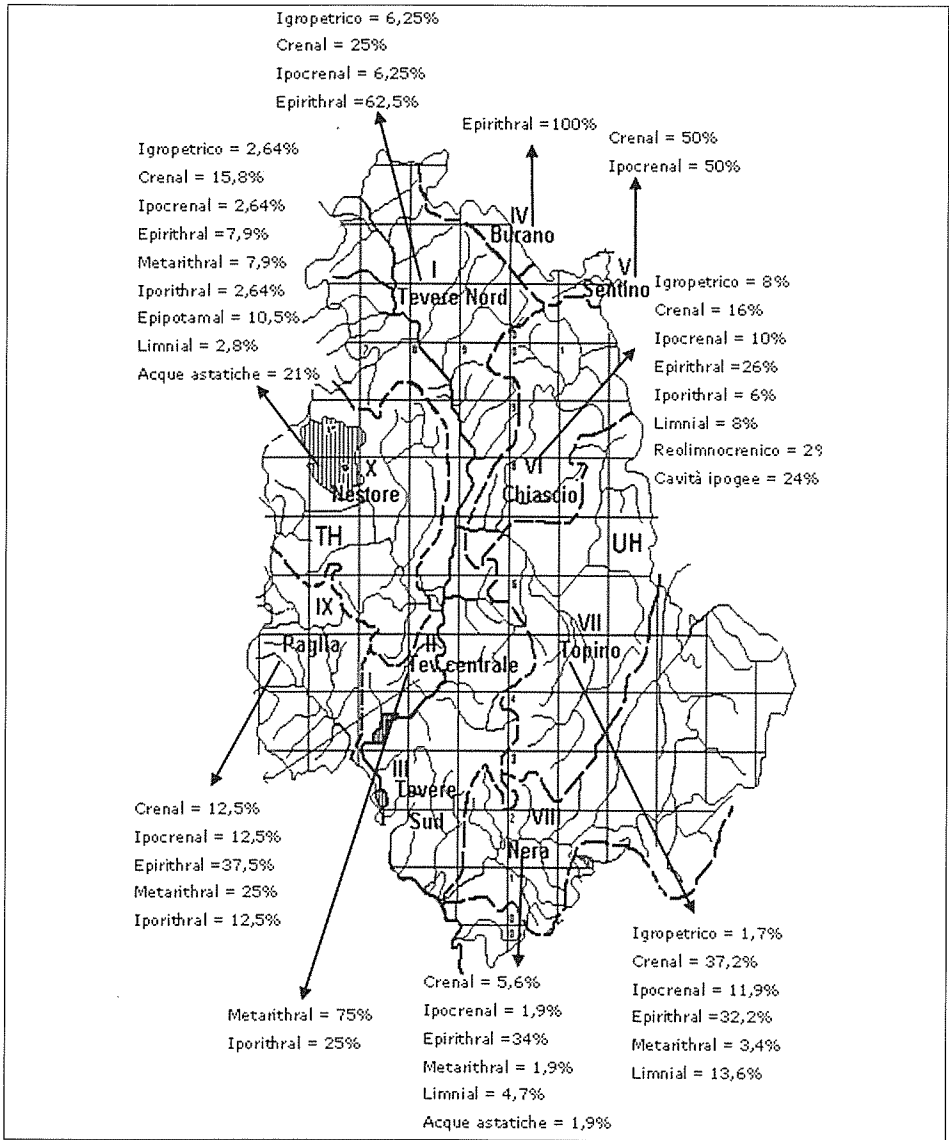 Igropetrico = 6,25%
Crenal = 25%
Ipocrenal = 6,25%
Epirithral =62,5%
Epirithral =100%
Crenal = 50%
Ipocrenal = 50%
Igropetrico = 2,64%
Crenal = 15,8%
Ipocrenal = 2,64%
Epirithral =7,9%
Metarithral = 7,9%
Iporithral = 2,64%
Epipotamal = 10,5%
Limnial = 2,8%
Acque astatiche = 21%
IV
Burano
I
Tevere Nord
V
Sentino
Igropetrico = 8%
Crenal = 16%
Ipocrenal = 10%
Epirithral =26%
Iporithral = 6%
Limnial = 8%
Reolimnocrenico = 2%
Cavità ipogee = 24%
X
Nestore
VI
Chiascio
TH
UH
IX
Paglia
II
Tev. centrale
VII
Topino
III
Tevere
Sud
VII
Nera
Crenal = 12,5%
Ipocrenal = 12,5%
Epirithral =37,5%
Metarithral = 25%
Iporithral = 12,5%
Metarithral = 75%
Iporithral = 25%
Crenal = 5,6%
Ipocrenal = 1,9%
Epirithral =34%
Metarithral = 1,9%
Limnial = 4,7%
Acque astatiche = 1,9%
Igropetrico = 1,7%
Crenal = 37,2%
Ipocrenal = 11,9%
Epirithral =32,2%
Metarithral = 3,4%
Limnial = 13,6%